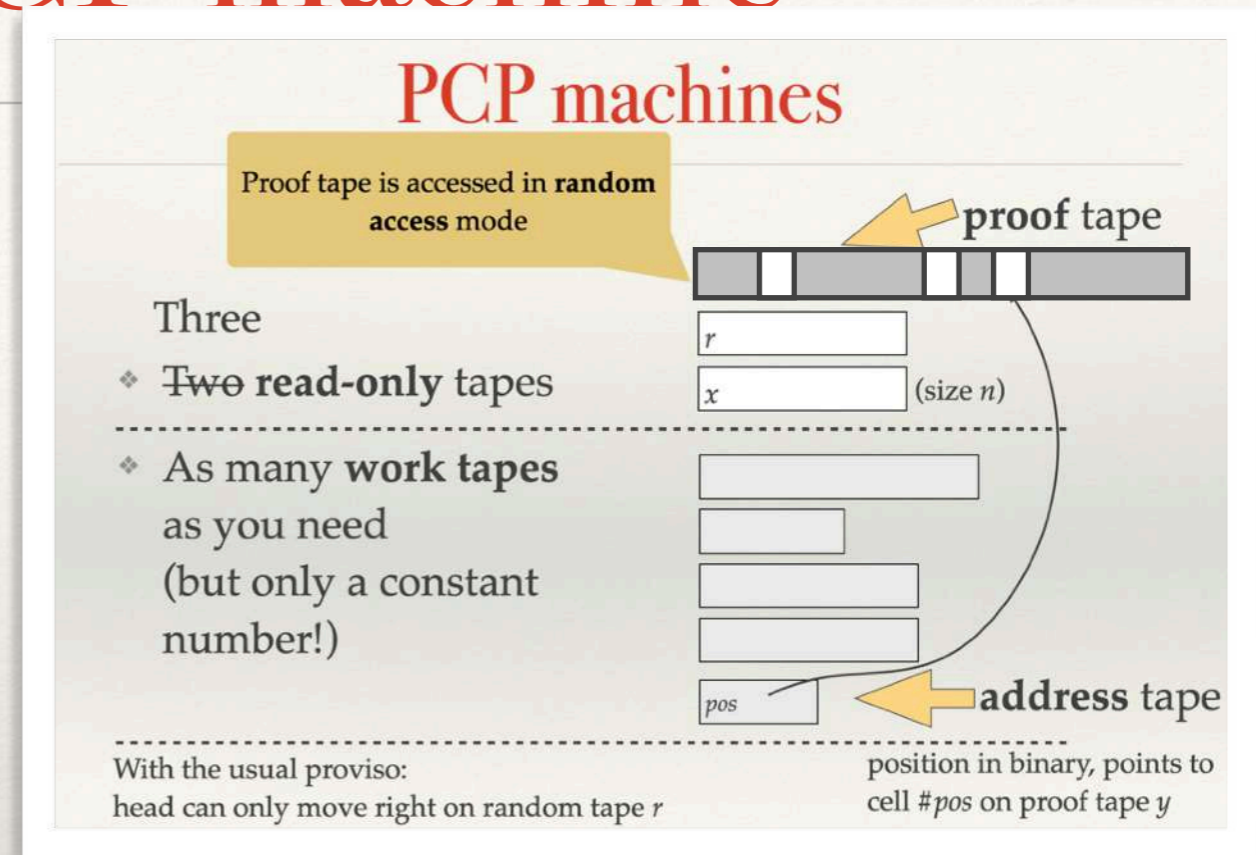 PCP machines
Proof tape is accessed in random
access mode
proof tape
Three
Two read-only tapes
r
x
(size n)
As many work tapes
as you need
(but only a constant
number!)
pos
address tape
With the usual proviso:
head can only move right on random tape r
position in binary, points to
cell #pos on proof tape y